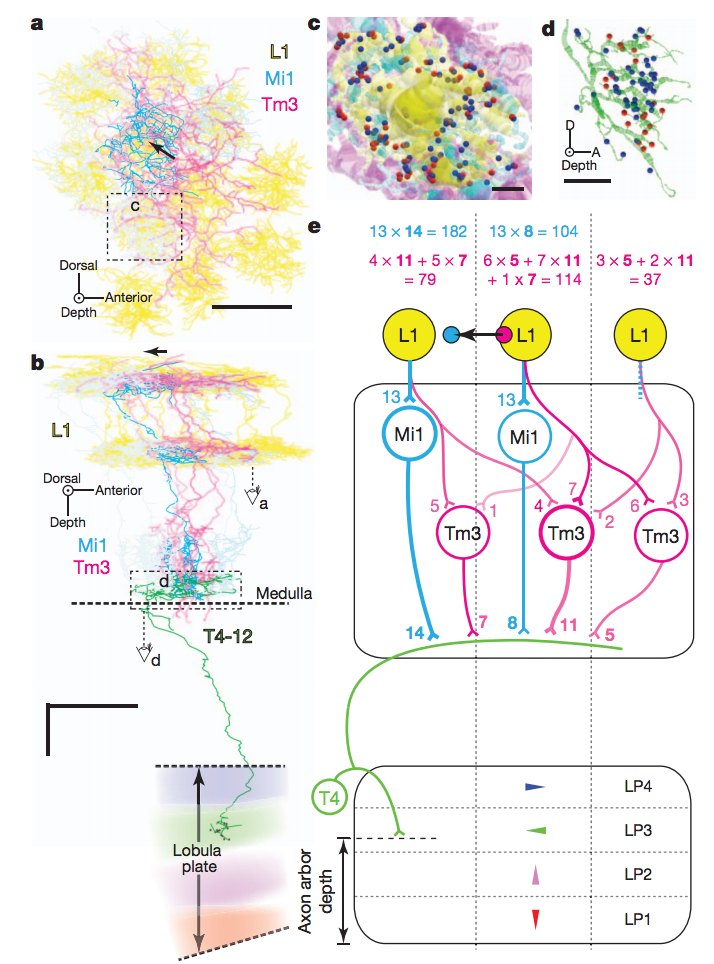 a
L1
Mi1
Tm3
c
Dorsal
Anterior
Depth
b
L1
Dorsal
Anterior
Depth
a
Mi1
Tm3
d
Medulla
T4-12
d
Lobula
plate
c
d
D
A
Depth
e
13 × 14 = 182
13 × 8 = 104
4 × 11 + 5 × 7
= 79
6 × 5 + 7 × 11
+ 1 x 7 = 114
3 × 5 + 2 × 11
= 37
L1
L1
L1
13
13
Mi1
Mi1
5
1
4
7
2
6
3
Tm3
Tm3
Tm3
14
7
8
11
5
T4
LP4
LP3
LP2
LP1
Axon arbor
depth